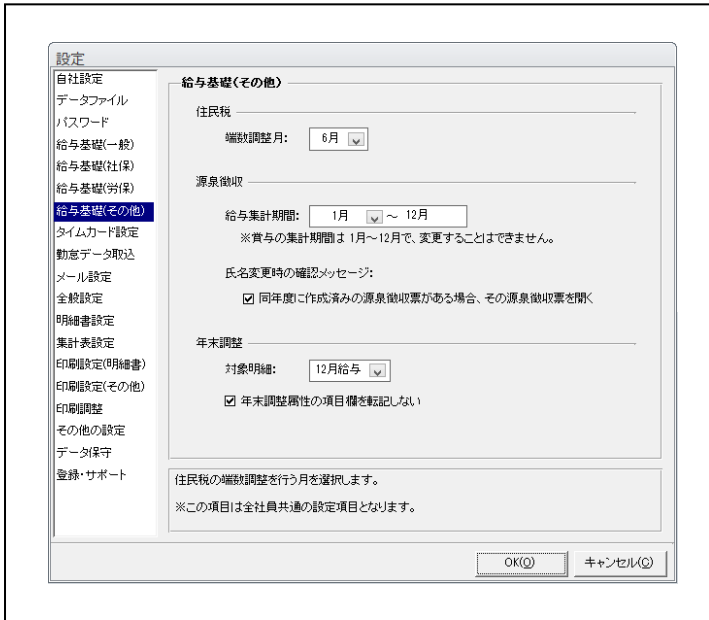 設定
自社設定
データファイル
パスワード
給与基礎(一般)
給与基礎(社保)
給与基礎(労保)
給与基礎(その他)
タイムカード設定
勤怠データ取込
メール設定
全般設定
明細書設定
集計表設定
印刷設定(明細書)
印刷設定(その他)
印刷調整
その他の設定
データ保守
登録・サポート
給与基礎(その他)
住民税
端数調整月: 6月
源泉徴収
給与集計期間: 1月 ～ 12月
※賞与の集計期間は 1月～12月で、変更することはできません。
氏名変更時の確認メッセージ:
同年度に作成済みの源泉徴収票がある場合、その源泉徴収票を開く
年末調整
対象明細: 12月給与
年末調整属性の項目欄を転記しない
住民税の端数調整を行う月を選択します。
※この項目は全社員共通の設定項目となります。
OK(O) キャンセル(C)